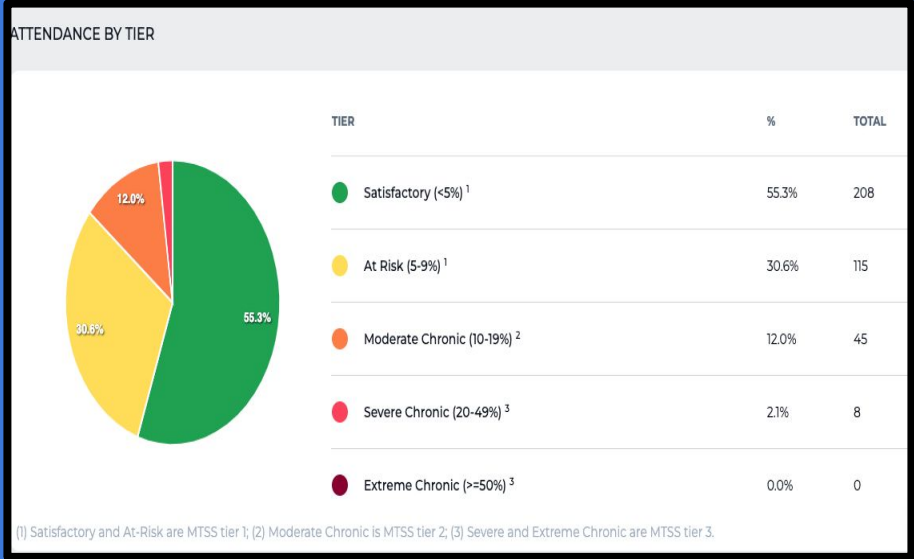 ATTENDANCE BY TIER
TIER % TOTAL
Satisfactory (<5%) 1 55.3% 208
At Risk (5-9%) 1 30.6% 115
Moderate Chronic (10-19%) 2 12.0% 45
Severe Chronic (20-49%) 3 2.1% 8
Extreme Chronic (>=50%) 3 0.0% 0
12.0%
55.3%
30.6%
(1) Satisfactory and At-Risk are MTSS tier 1; (2) Moderate Chronic is MTSS tier 2; (3) Severe and Extreme Chronic are MTSS tier 3.